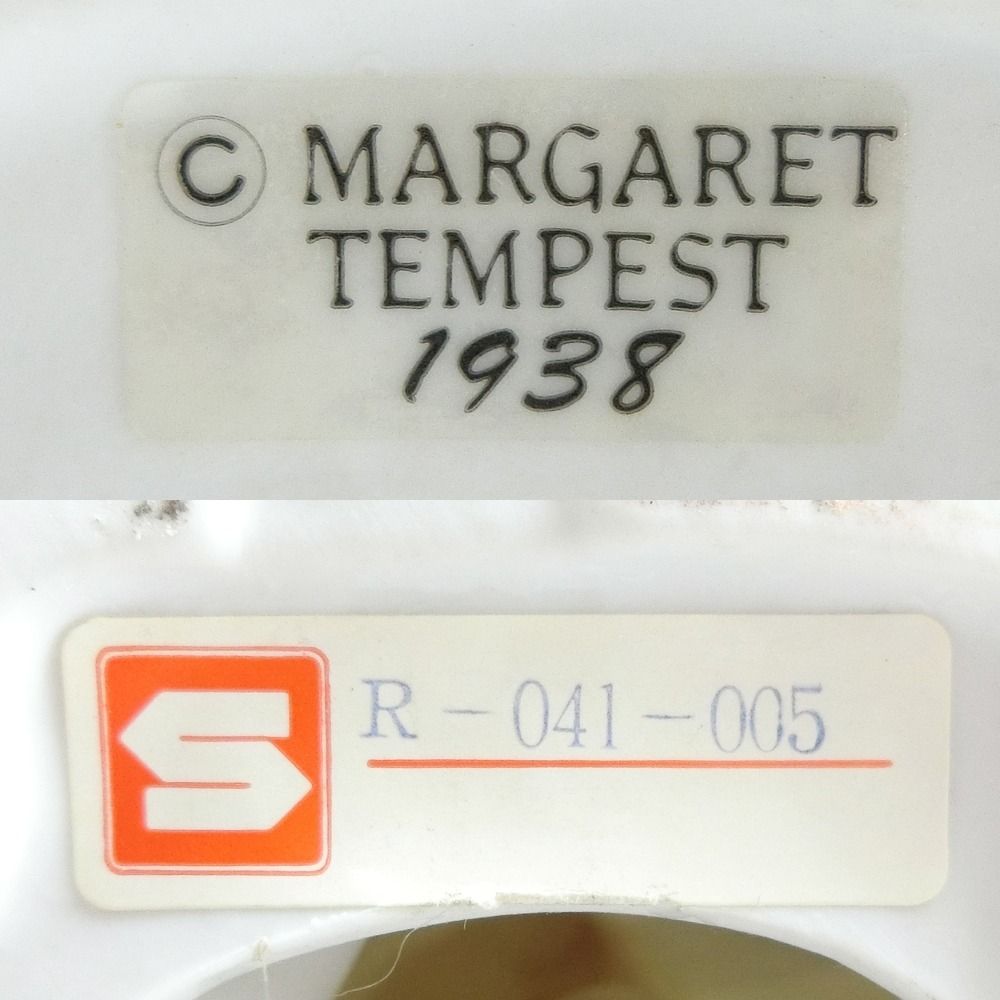 © MARGARET
TEMPEST
1938
S
R - 041 - 005